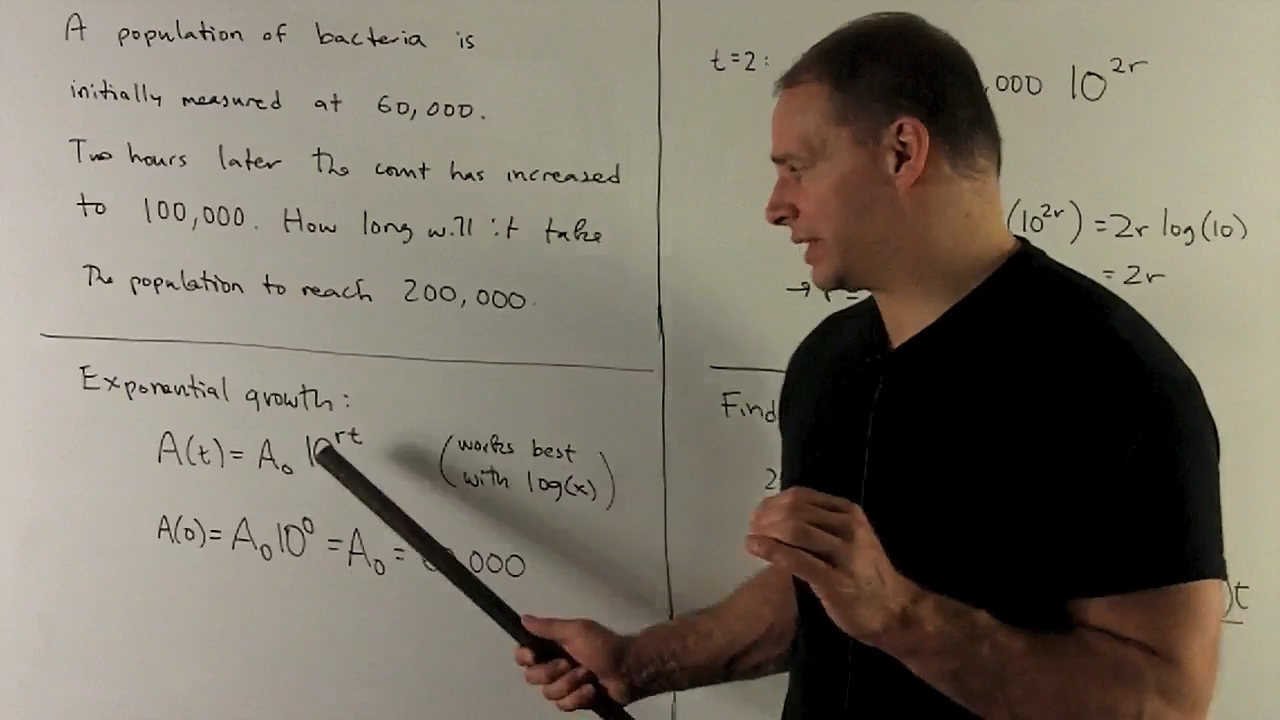 A population of bacteria is
initially measured at 60,000.
Two hours later the count has increased
to 100,000. How long will it take
The population to reach 200,000.
Exponential growth:
A(t) = A₀ 10^rt
(works best
with log(x))
A(0) = A₀10⁰ = A₀ = 000
t=2:
,000 10^2r
(10^2r) = 2r log(10)
= 2r
→ r =
Find
2
)t